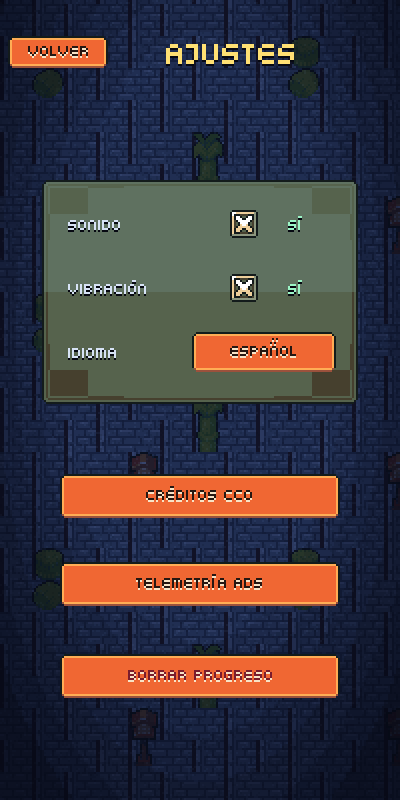 VOLVER
AJUSTES
SONIDO
SÍ
VIBRACIÓN
SÍ
IDIOMA
ESPAÑOL
CRÉDITOS CC0
TELEMETRÍA ADS
BORRAR PROGRESO